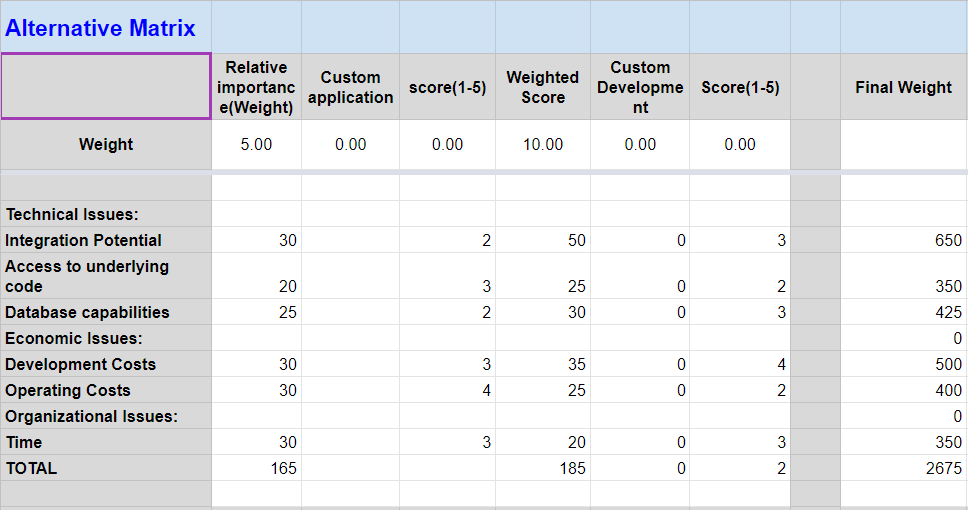 Alternative Matrix
Relative importanc e(Weight) Custom application score(1-5) Weighted Score Custom Developme nt Score(1-5) Final Weight
Weight 5.00 0.00 0.00 10.00 0.00 0.00
Technical Issues:
Integration Potential 30 2 50 0 3 650
Access to underlying
code 20 3 25 0 2 350
Database capabilities 25 2 30 0 3 425
Economic Issues: 0
Development Costs 30 3 35 0 4 500
Operating Costs 30 4 25 0 2 400
Organizational Issues: 0
Time 30 3 20 0 3 350
TOTAL 165 185 0 2 2675